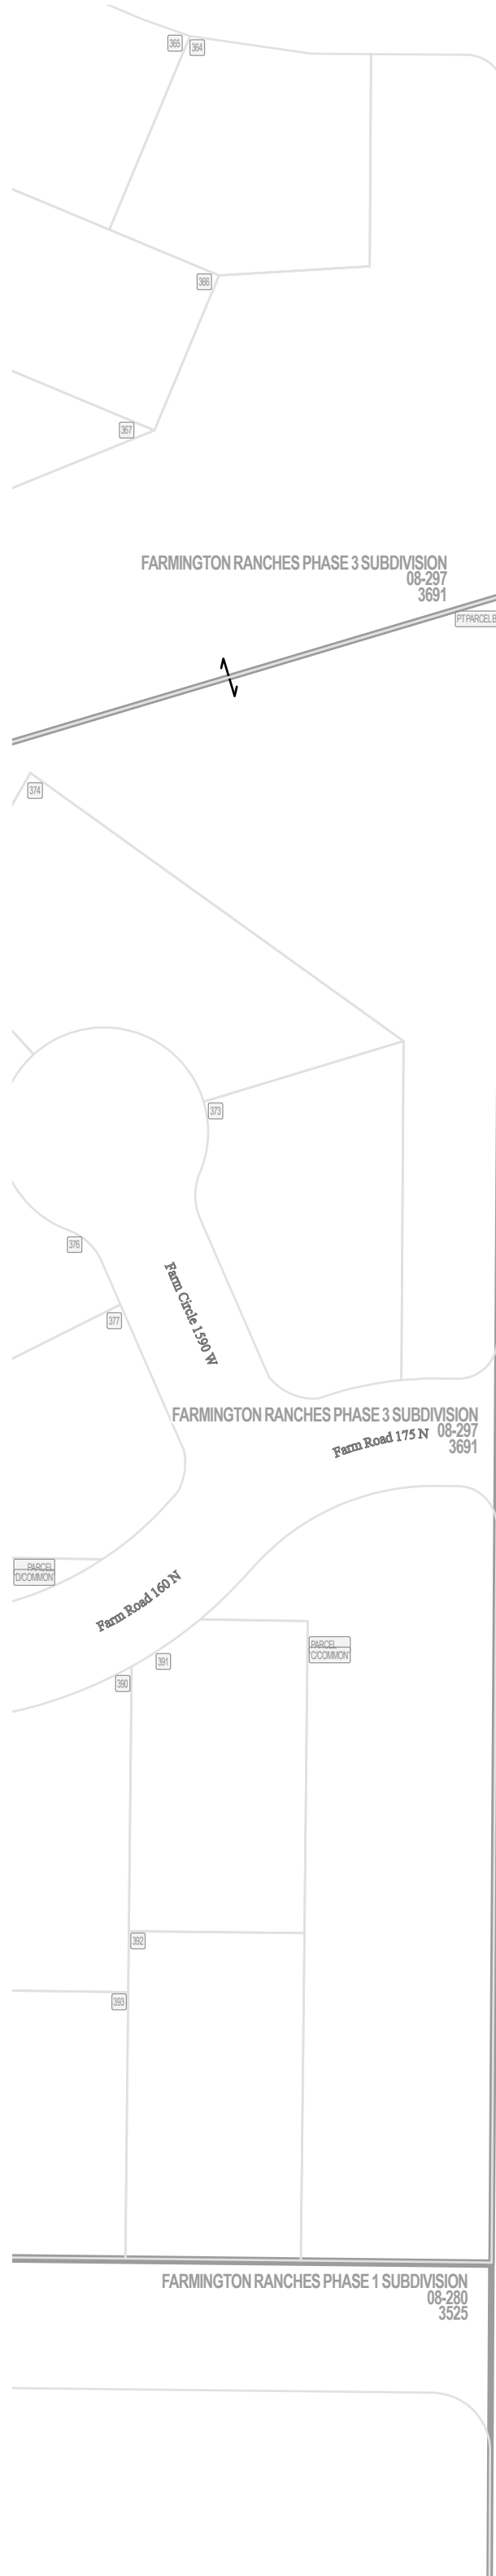 365
364
366
367
FARMINGTON RANCHES PHASE 3 SUBDIVISION
08-297
3691
PT PARCEL B
374
373
376
Farm Circle 1590 W
377
FARMINGTON RANCHES PHASE 3 SUBDIVISION
08-297
3691
Farm Road 175 N
PARCEL
'D'COMMON
Farm Road 160 N
PARCEL
'C'COMMON
391
390
392
393
FARMINGTON RANCHES PHASE 1 SUBDIVISION
08-280
3525